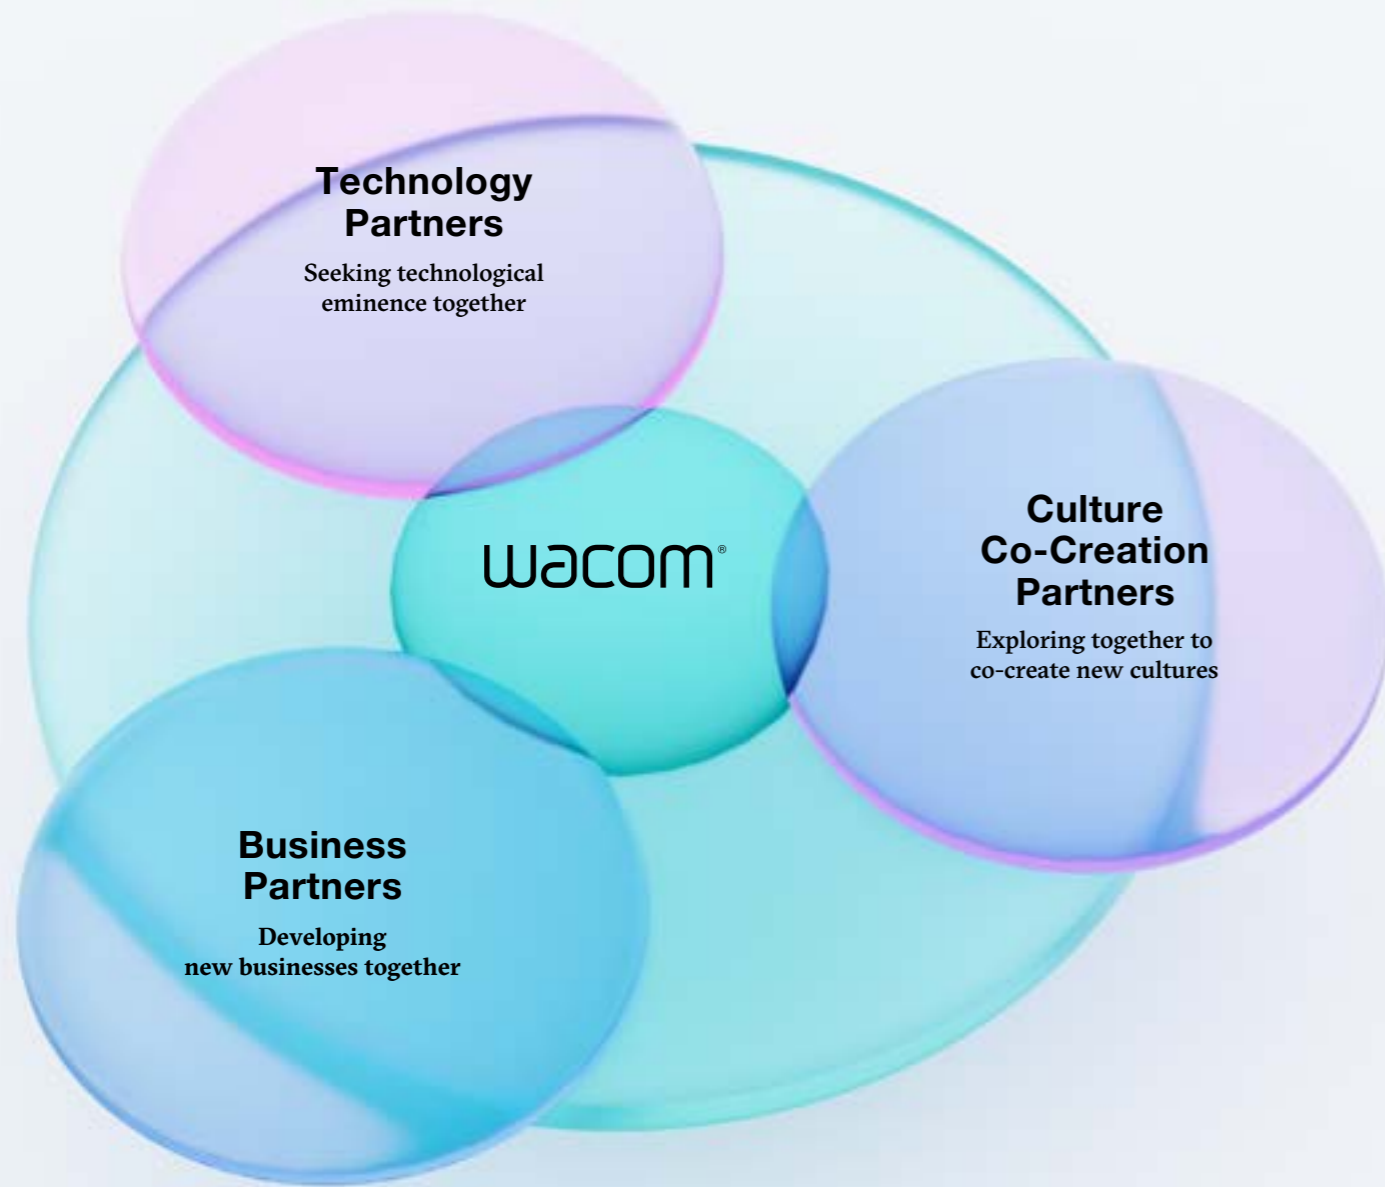 Technology
Partners
Seeking technological
eminence together
wacom®
Culture
Co-Creation
Partners
Exploring together to
co-create new cultures
Business
Partners
Developing
new businesses together